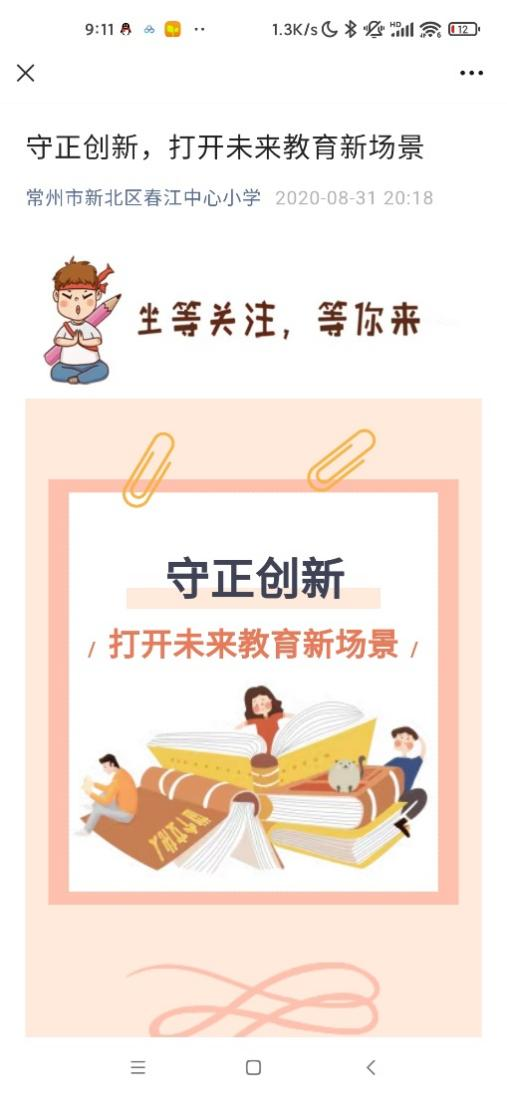 9:11 1.3K/s HD 12
守正创新，打开未来教育新场景
常州市新北区春江中心小学 2020-08-31 20:18
坐等关注，等你来
守正创新
/ 打开未来教育新场景 /